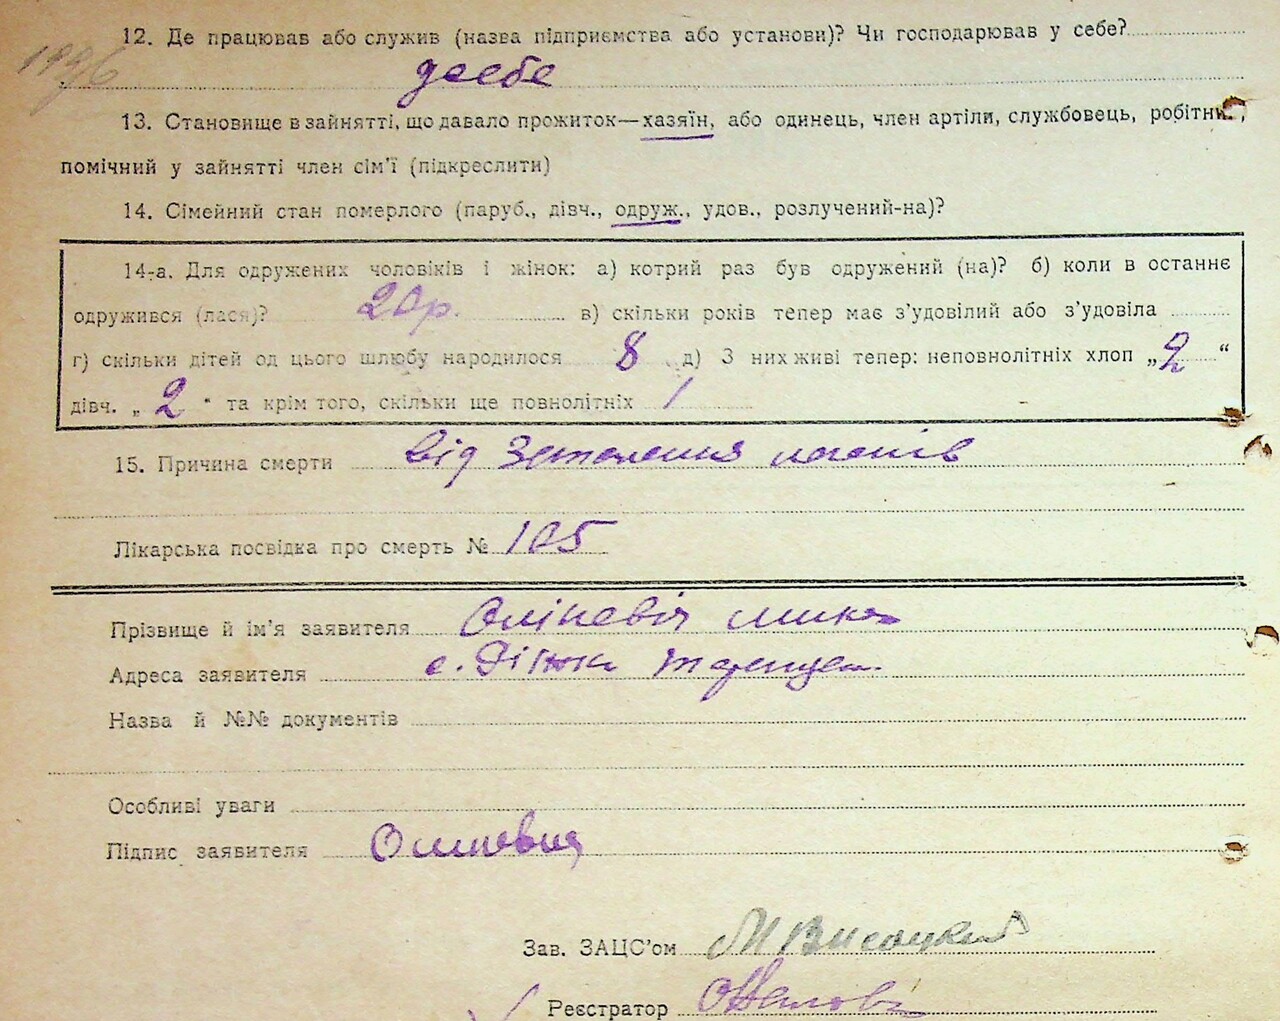 12. Де працював або служив (назва підприємства або установи)? Чи господарював у себе?
у себе
13. Становище в зайнятті, що давало прожиток—хазяїн, або одинець, член артіли, службовець, робітни
помічний у зайнятті член сім'ї (підкреслити)
14. Сімейний стан померлого (паруб., дівч., одруж., удов., розлучений-на)?
14-а. Для одружених чоловіків і жінок: а) котрий раз був одружений (на)? б) коли в останнє
одружився (лася)? 20р. в) скільки років тепер має з'удовілий або з'удовіла
г) скільки дітей од цього шлюбу народилося 8 д) З них живі тепер: неповнолітніх хлоп „2“
дівч. „2“ та крім того, скільки ще повнолітніх 1
15. Причина смерти від легенів
Лікарська посвідка про смерть № 105
Прізвище й ім'я заявителя
Адреса заявителя с.
Назва й №№ документів
Особливі уваги
Підпис заявителя
Зав. ЗАЦС'ом М Висоцкий
Реєстратор